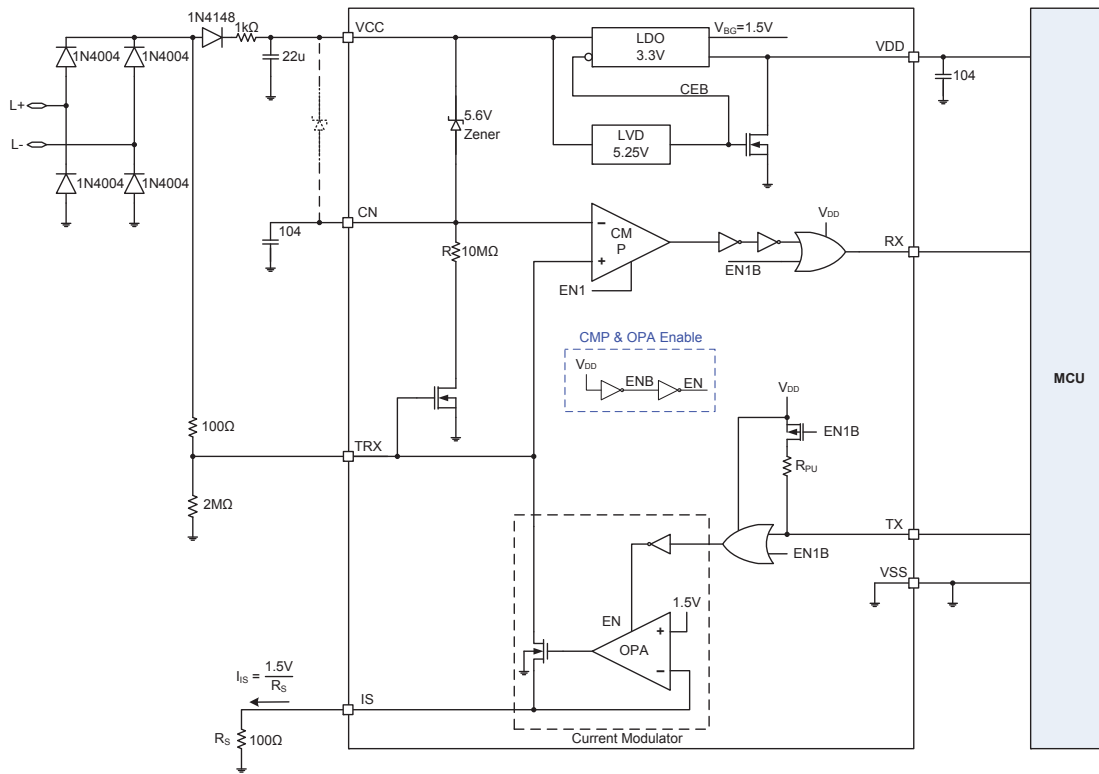 1N4148
1kΩ
VCC
LDO
3.3V
V_BG=1.5V
VDD
1N4004
1N4004
22u
104
CEB
L+
5.6V
Zener
L-
LVD
5.25V
1N4004
1N4004
CN
104
R 10MΩ
CM
P
EN1
V_DD
EN1B
RX
CMP & OPA Enable
V_DD
ENB
EN
MCU
V_DD
EN1B
R_PU
100Ω
TRX
2MΩ
TX
EN1B
VSS
EN
1.5V
OPA
I_IS = 1.5V
R_S
IS
R_S 100Ω
Current Modulator